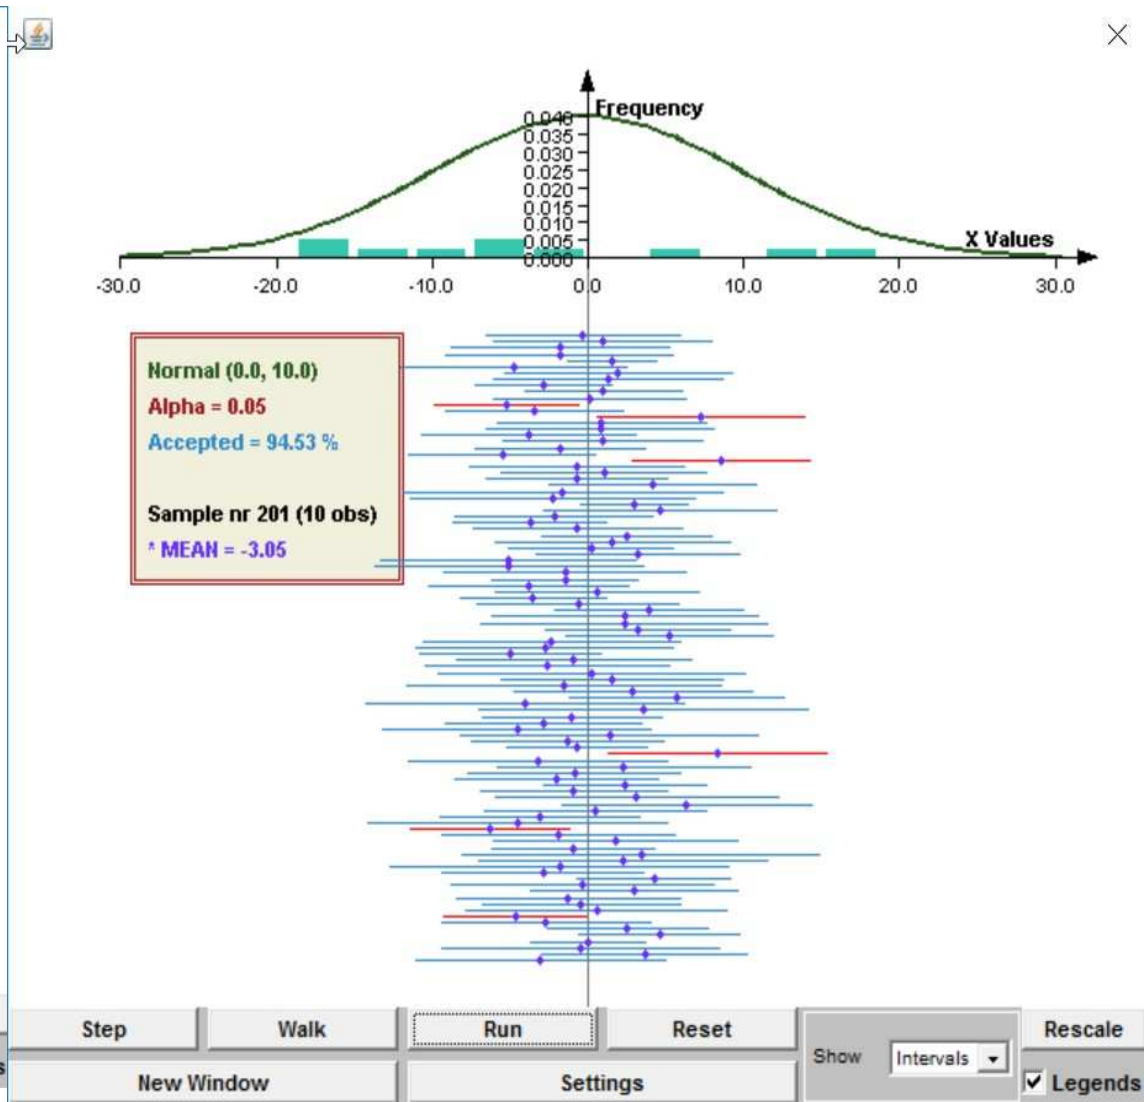 Frequency
0.040
0.035
0.030
0.025
0.020
0.015
0.010
0.005
0.000
X Values
-30.0 -20.0 -10.0 0.0 10.0 20.0 30.0
Normal (0.0, 10.0)
Alpha = 0.05
Accepted = 94.53 %
Sample nr 201 (10 obs)
* MEAN = -3.05
Step Walk Run Reset
Show Intervals
Rescale
New Window Settings
Legends
s